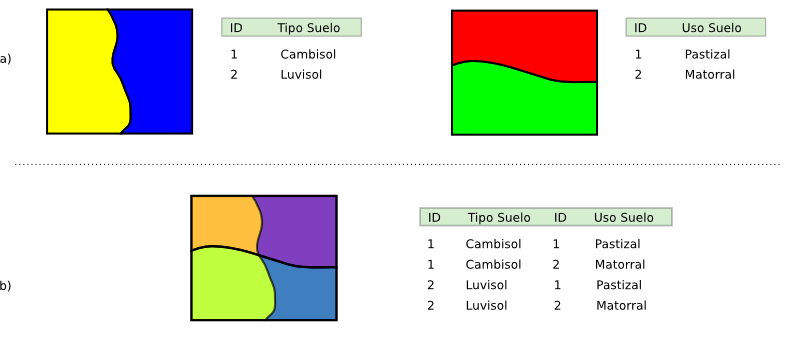 a)
ID Tipo Suelo
1 Cambisol
2 Luvisol
ID Uso Suelo
1 Pastizal
2 Matorral
b)
ID Tipo Suelo ID Uso Suelo
1 Cambisol 1 Pastizal
1 Cambisol 2 Matorral
2 Luvisol 1 Pastizal
2 Luvisol 2 Matorral